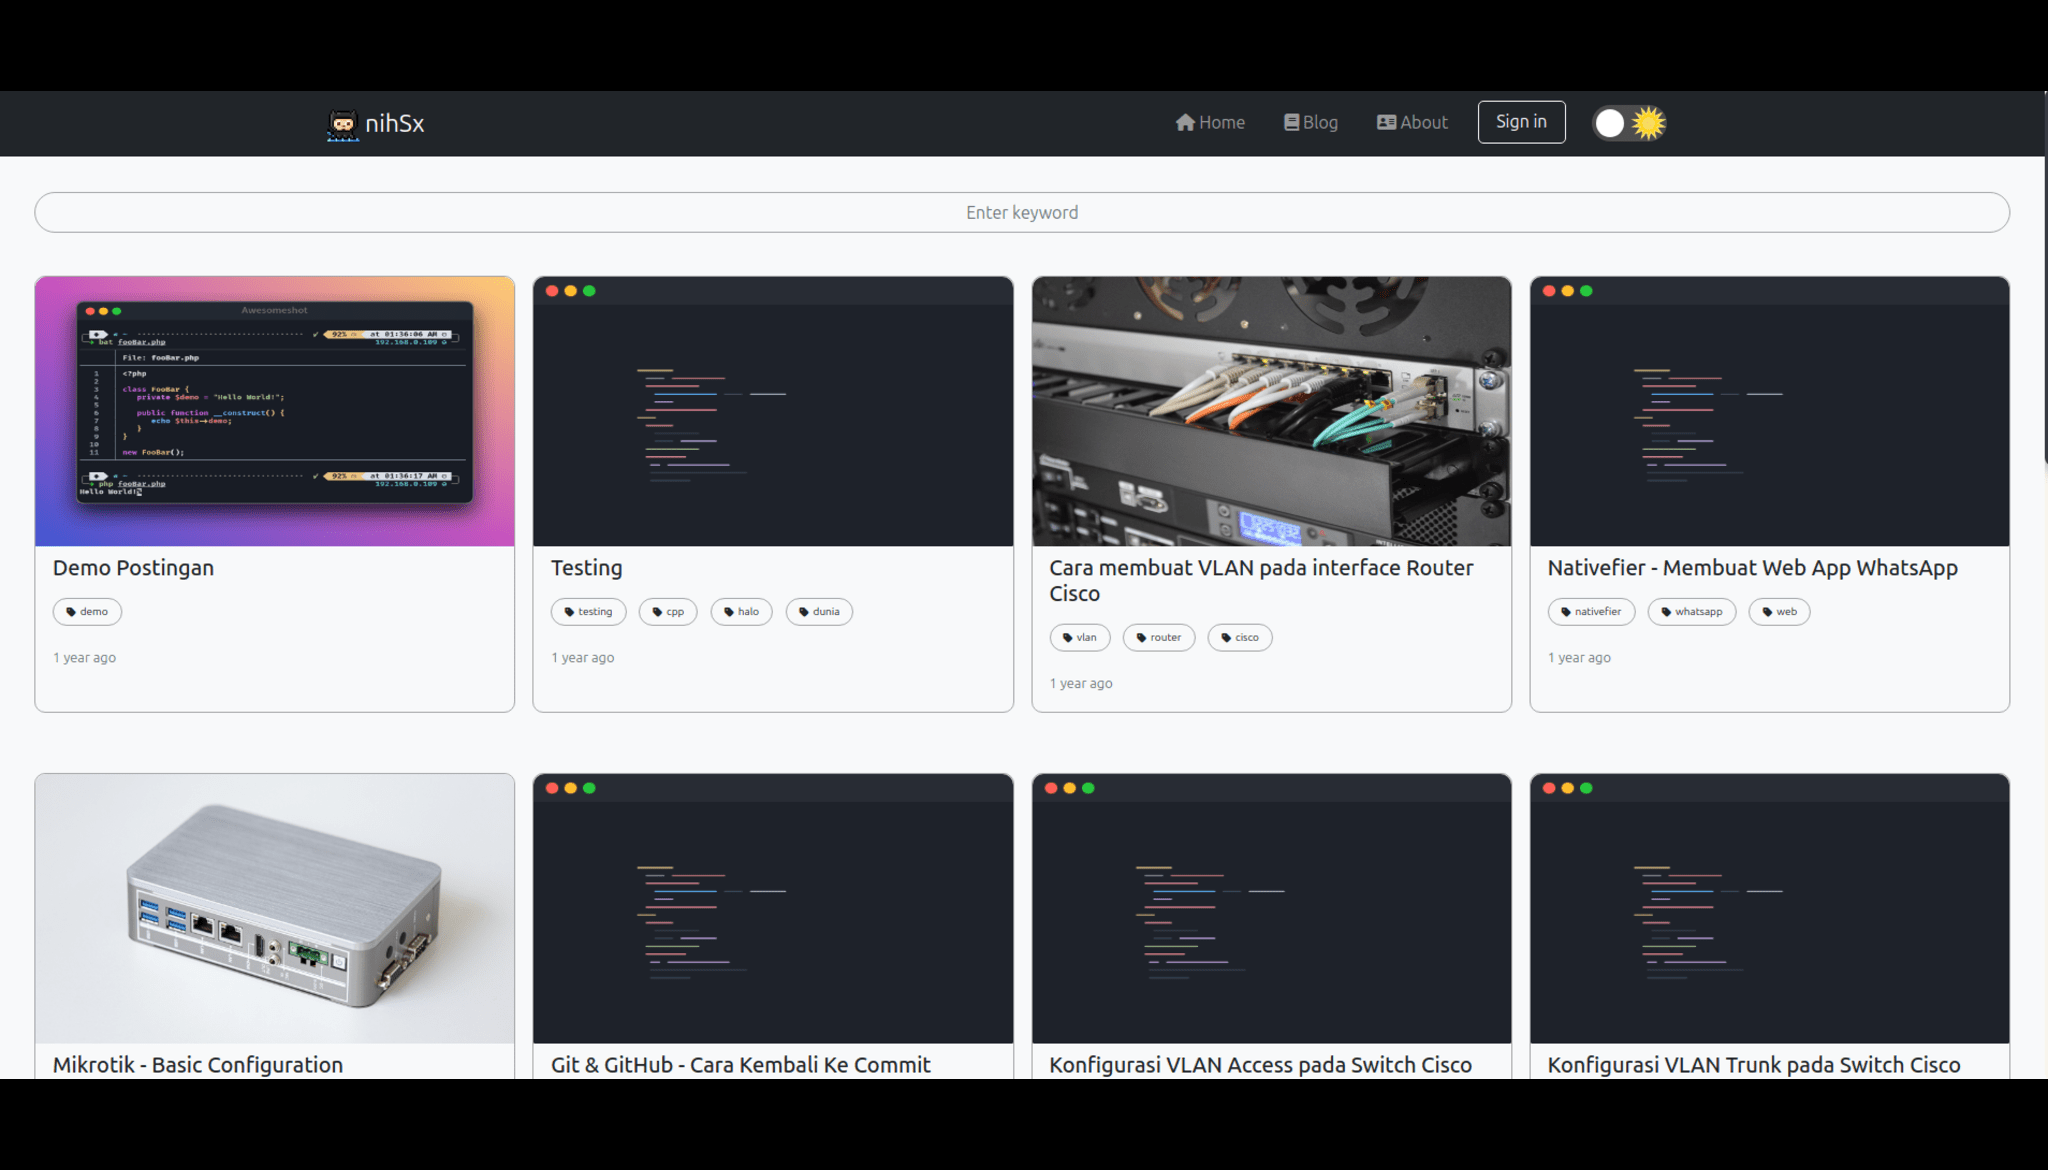 nihSx
Home
Blog
About
Sign in
Enter keyword
Awesomeshot
92%
at 01:36:06 AM
bat fooBar.php
192.168.0.109
File: fooBar.php
1 <?php
2
3 class FooBar {
4 private $demo = "Hello World!";
5
6 public function __construct() {
7 echo $this->demo;
8 }
9 }
10
11 new FooBar();
92%
at 01:36:17 AM
php fooBar.php
192.168.0.109
Hello World!
Demo Postingan
demo
1 year ago
Testing
testing cpp halo dunia
1 year ago
Cara membuat VLAN pada interface Router
Cisco
vlan router cisco
1 year ago
Nativefier - Membuat Web App WhatsApp
nativefier whatsapp web
1 year ago
Mikrotik - Basic Configuration
Git & GitHub - Cara Kembali Ke Commit
Konfigurasi VLAN Access pada Switch Cisco
Konfigurasi VLAN Trunk pada Switch Cisco